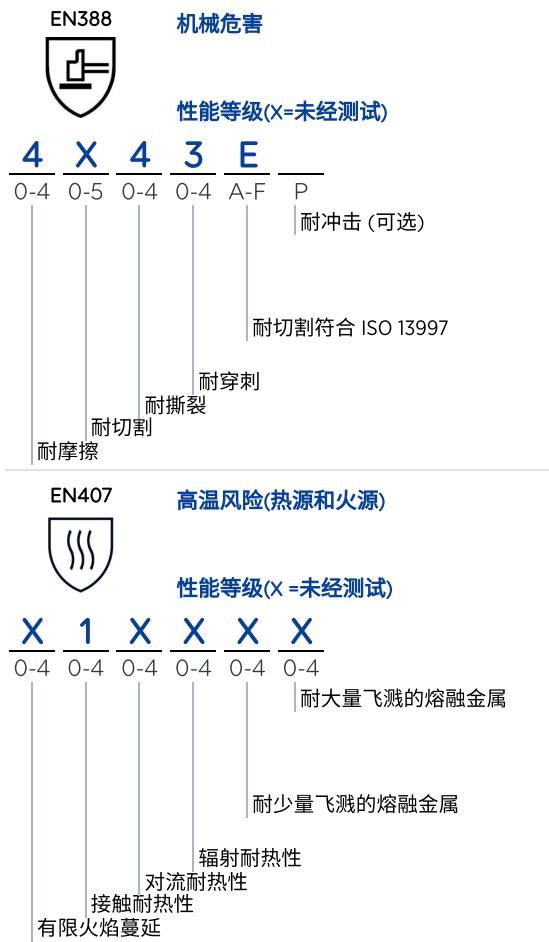 EN388
机械危害
性能等级(X=未经测试)
4 X 4 3 E
0-4 0-5 0-4 0-4 A-F P
耐冲击 (可选)
耐切割符合 ISO 13997
耐穿刺
耐撕裂
耐切割
耐摩擦
EN407
高温风险(热源和火源)
性能等级(X =未经测试)
X 1 X X X X
0-4 0-4 0-4 0-4 0-4 0-4
耐大量飞溅的熔融金属
耐少量飞溅的熔融金属
辐射耐热性
对流耐热性
接触耐热性
有限火焰蔓延